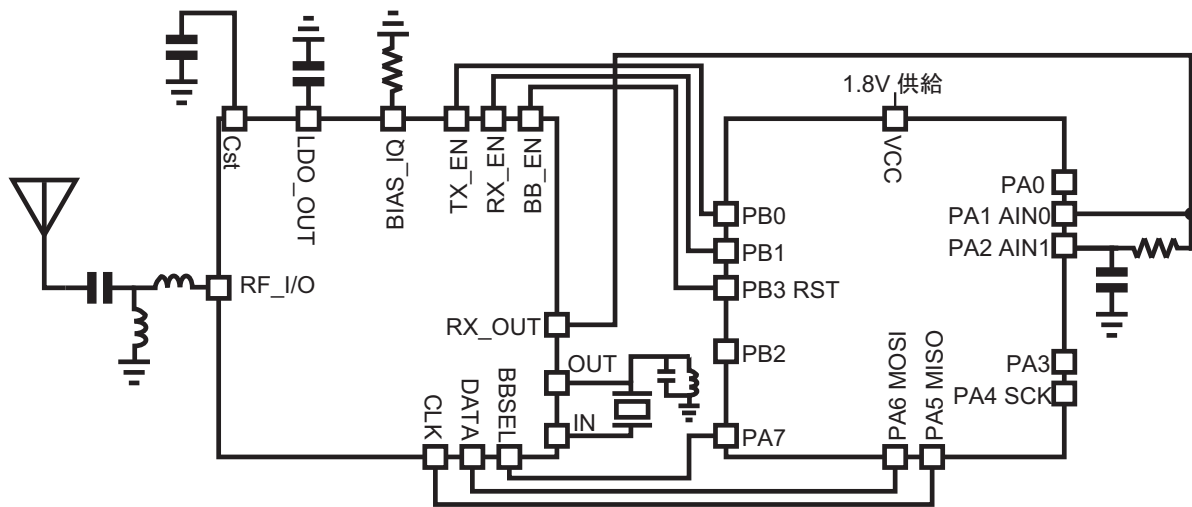 1.8V 供給
Cst
LDO_OUT
BIAS_IQ
TX_EN
RX_EN
BB_EN
VCC
PA0
PB0
PA1 AIN0
PA2 AIN1
PB1
RF_I/O
PB3 RST
RX_OUT
PB2
OUT
PA3
PA4 SCK
CLK
DATA
BBSEL
IN
PA7
PA6 MOSI
PA5 MISO